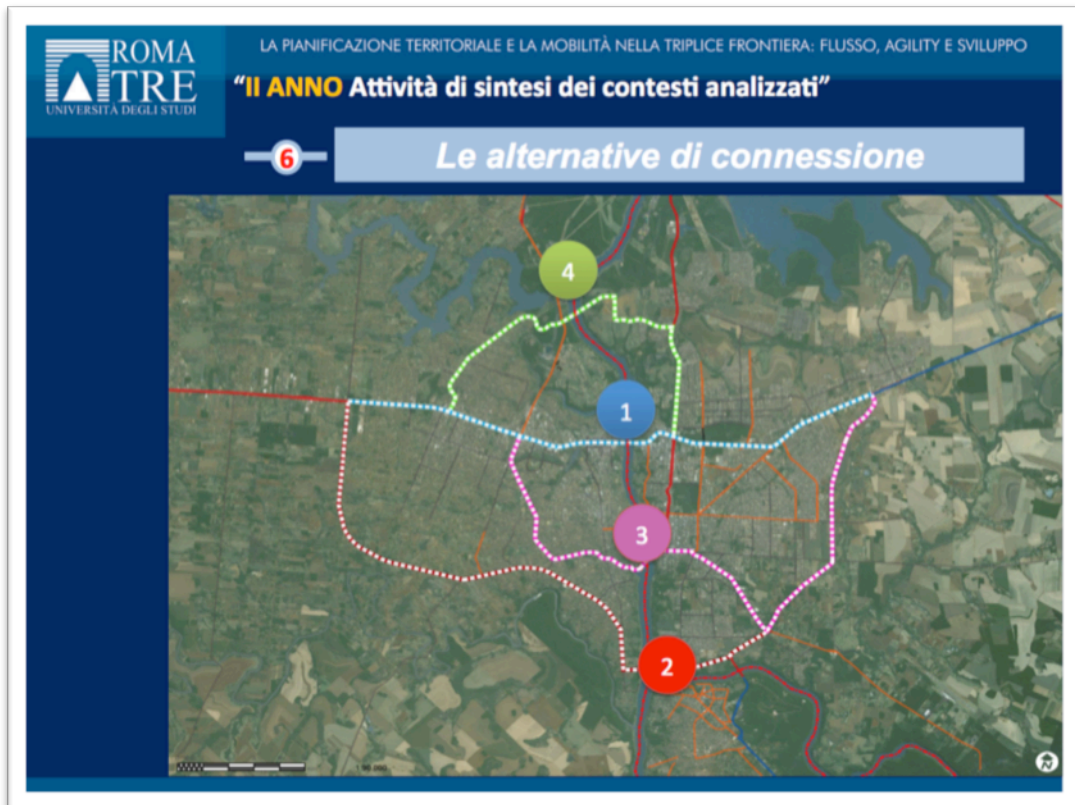 ROMA
TRE
UNIVERSITÀ DEGLI STUDI
LA PIANIFICAZIONE TERRITORIALE E LA MOBILITÀ NELLA TRIPLICE FRONTIERA: FLUSSO, AGILITY E SVILUPPO
“II ANNO Attività di sintesi dei contesti analizzati”
6
Le alternative di connessione
4
1
3
2
N